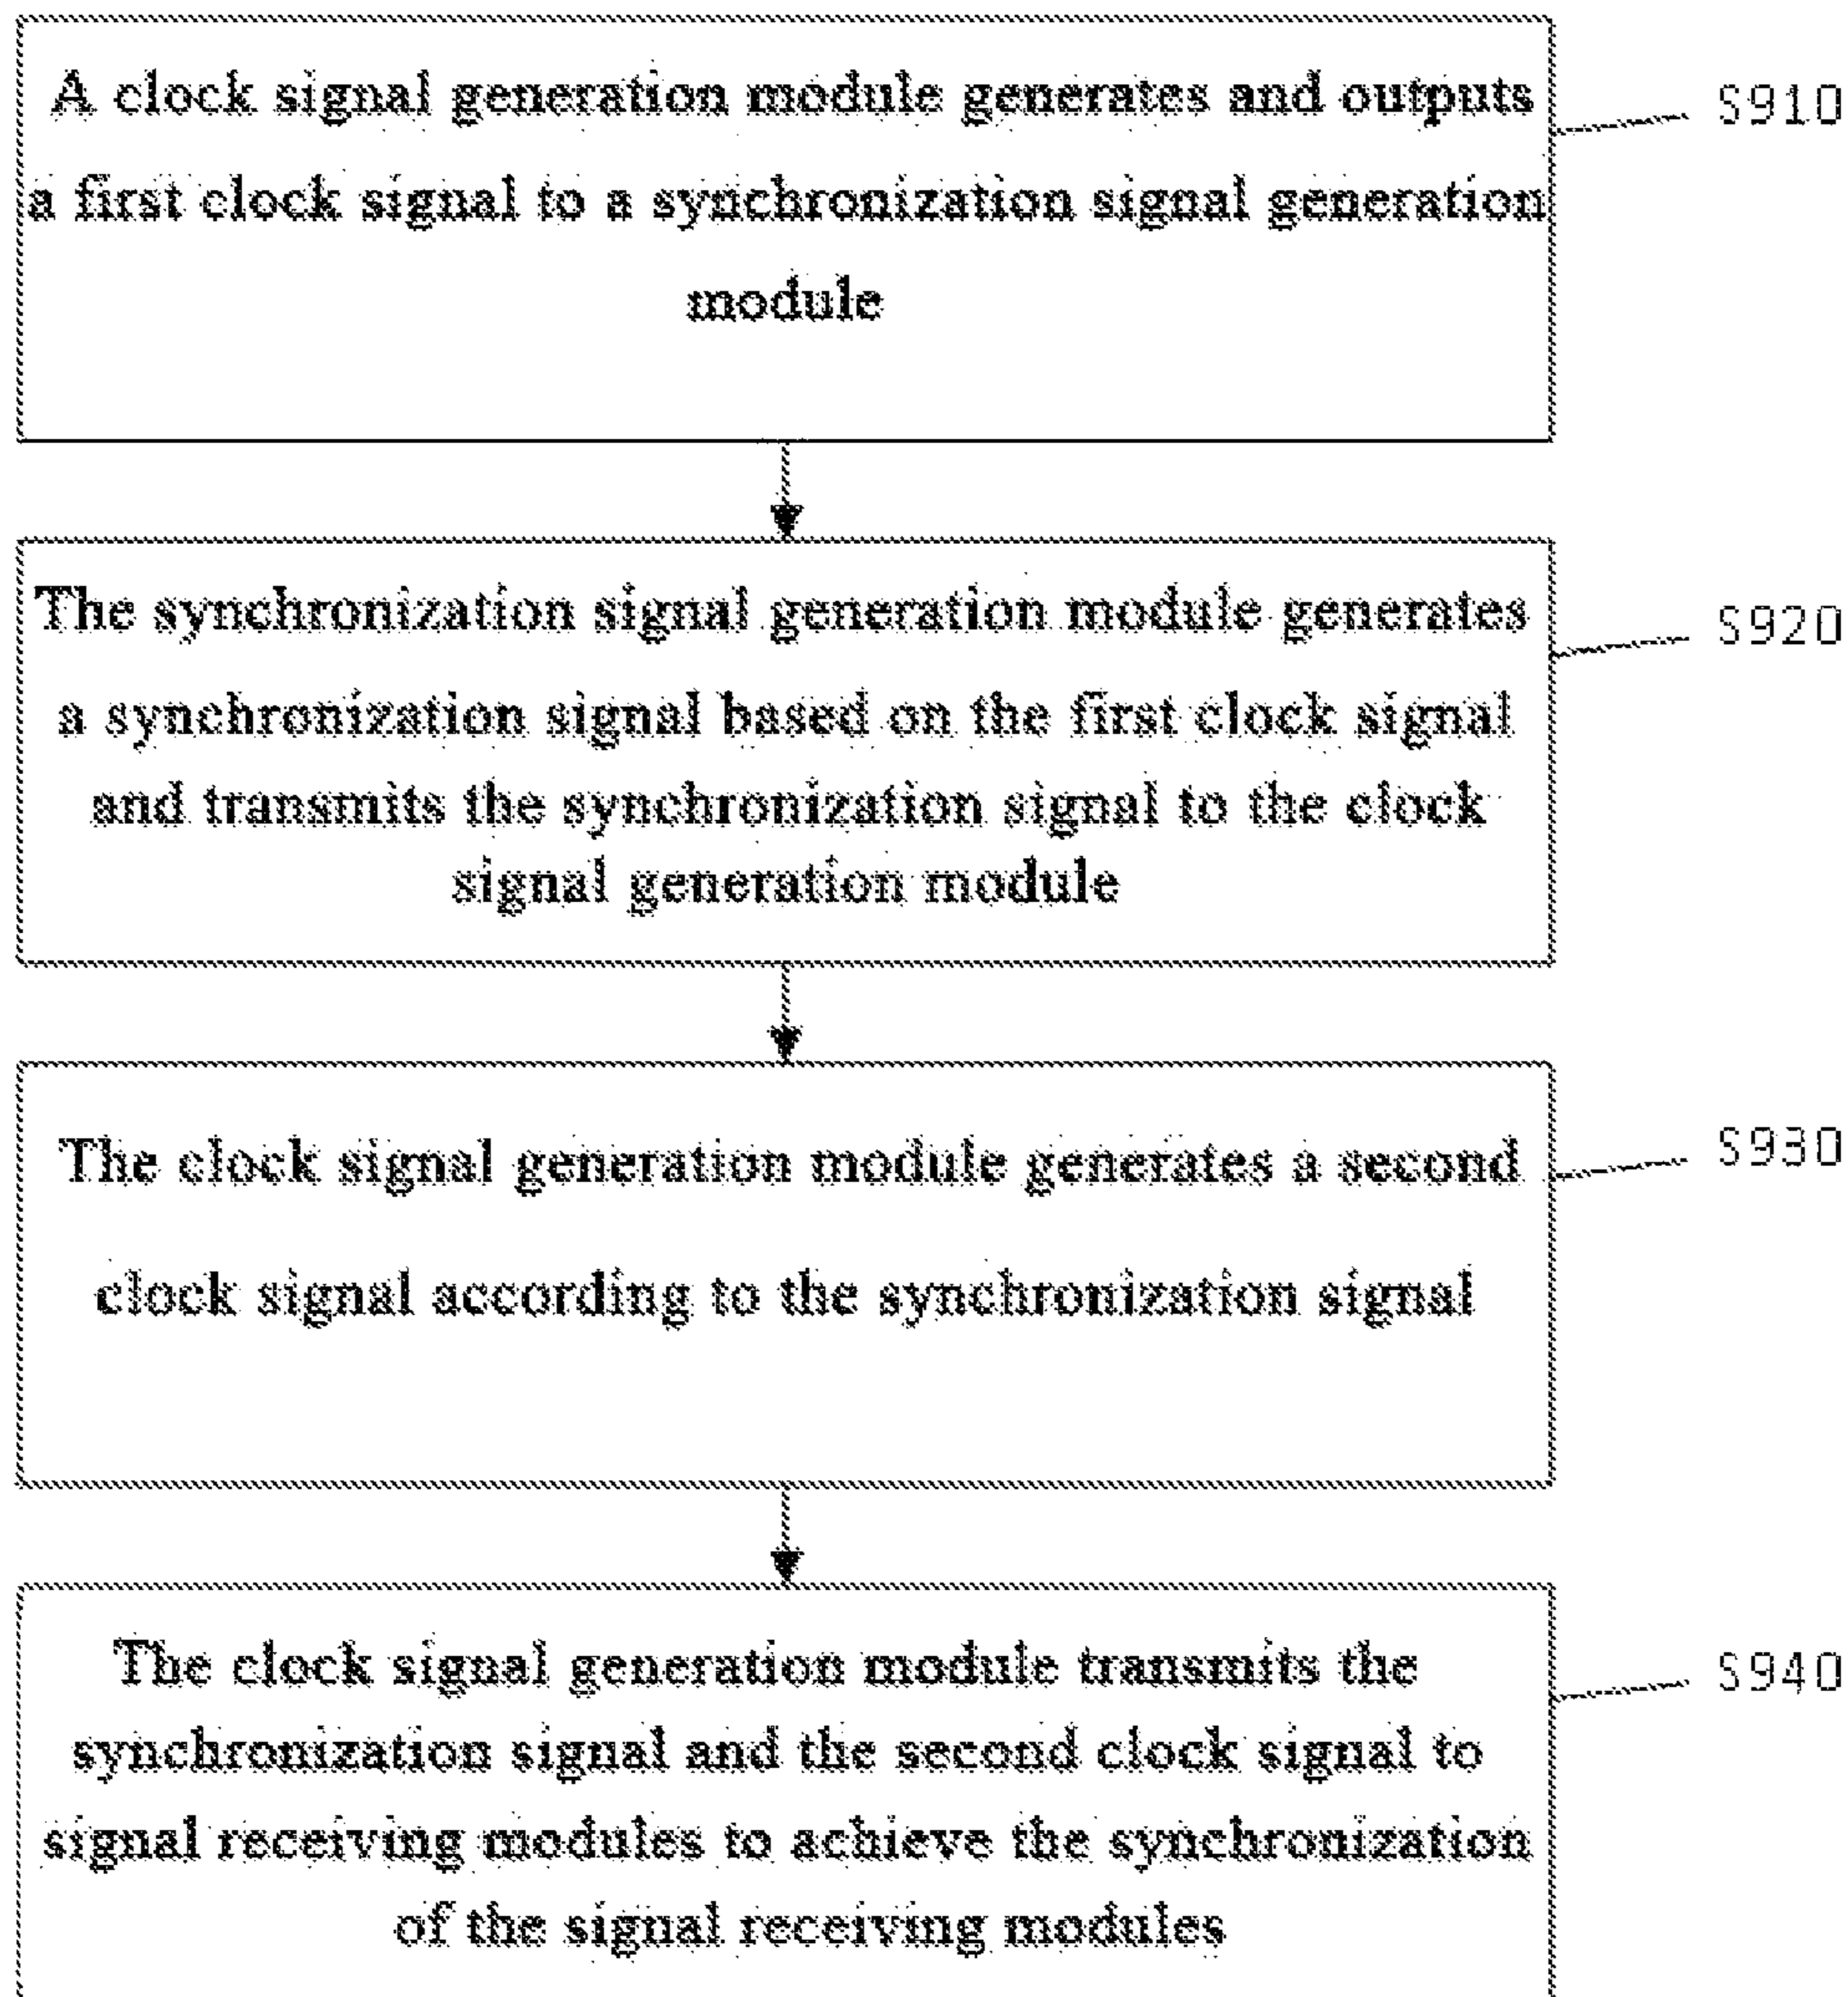 A clock signal generation module generates and outputs
S910
a first clock signal to a synchronization signal generation
module
The synchronization signal generation module generates
S920
a synchronization signal based on the first clock signal
and transmits the synchronization signal to the clock
signal generation module
The clock signal generation module generates a second
S930
clock signal according to the synchronization signal
The clock signal generation module transmits the
S940
synchronization signal and the second clock signal to
signal receiving modules to achieve the synchronization
of the signal receiving modules